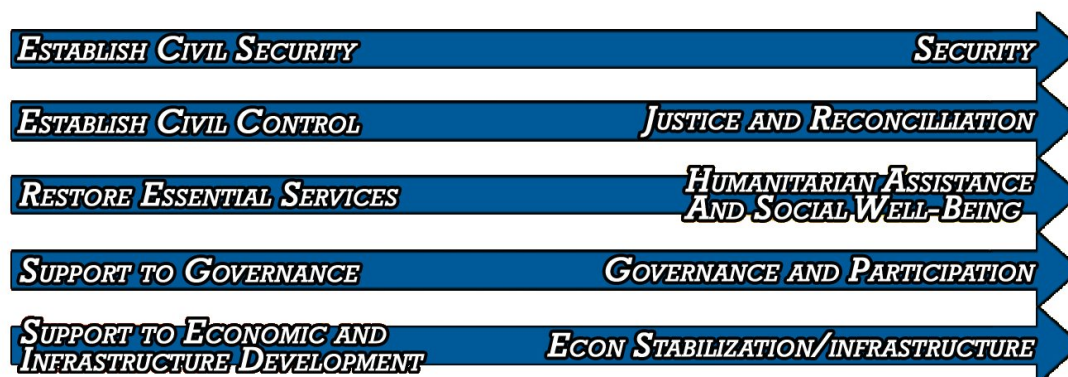 Establish Civil Security Security
Establish Civil Control Justice and Reconcilliation
Restore Essential Services Humanitarian Assistance
And Social Well-Being
Support to Governance Governance and Participation
Support to Economic and
Infrastructure Development Econ Stabilization/infrastructure